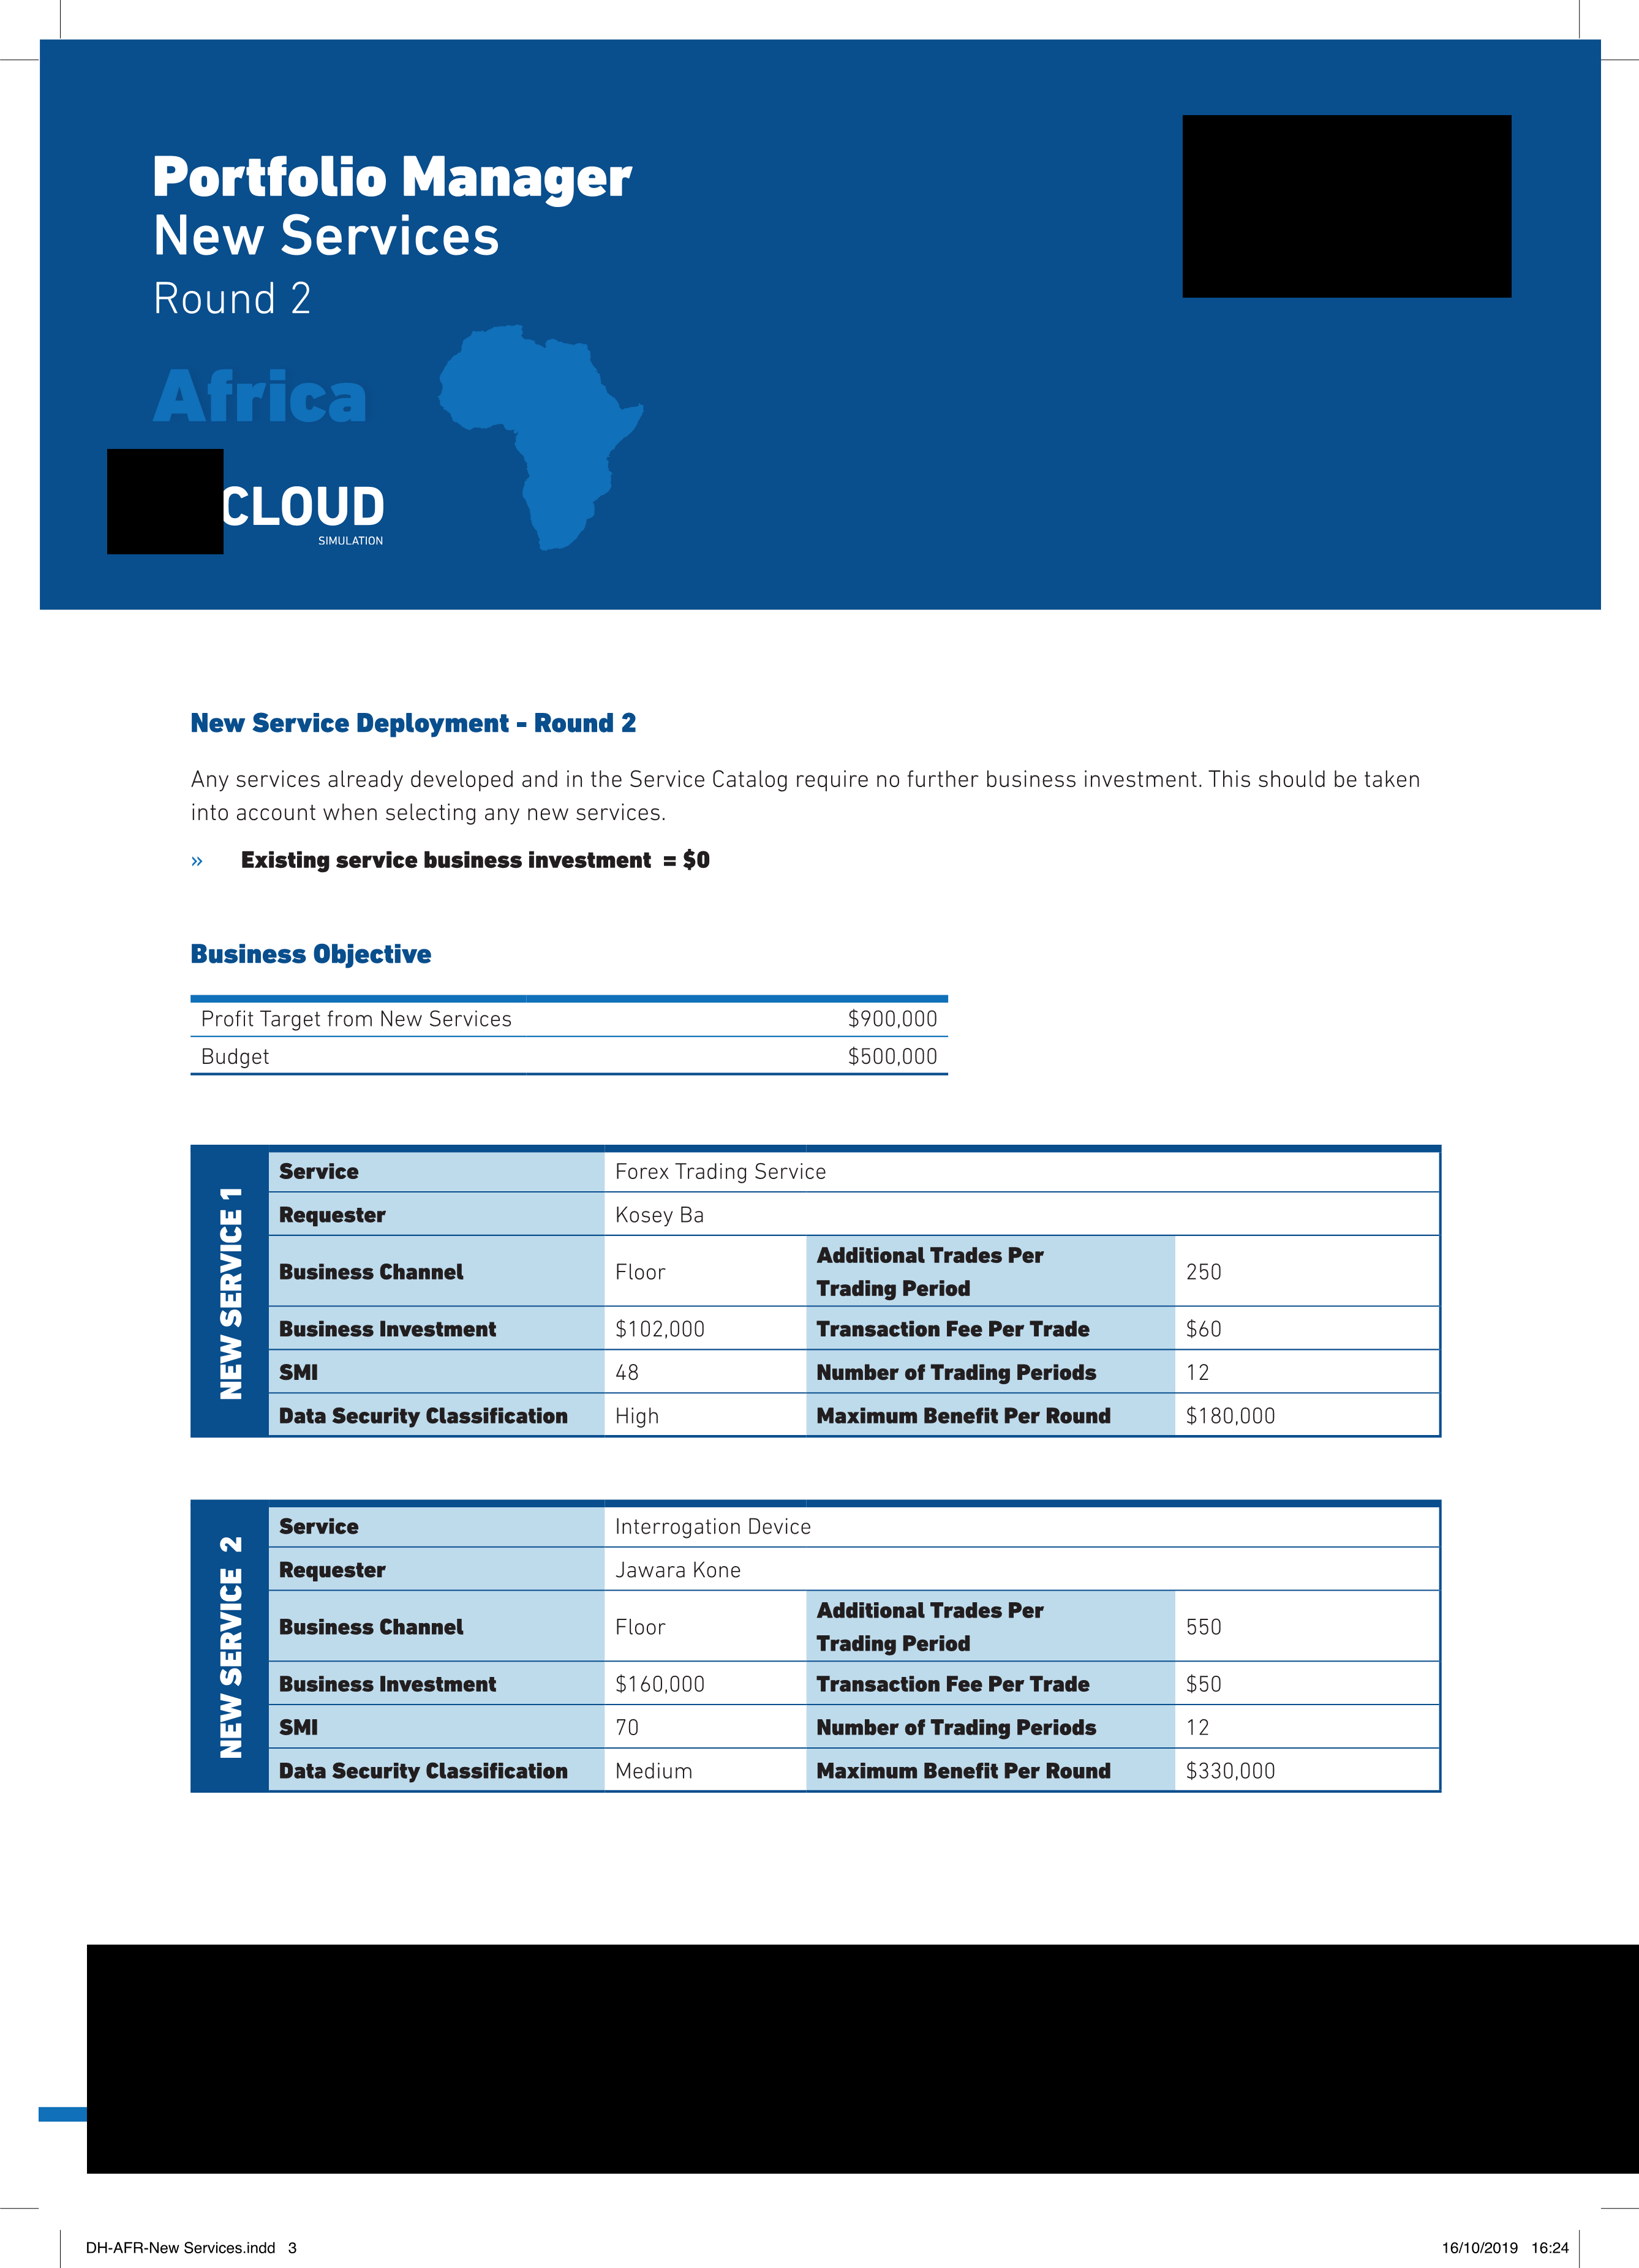 Portfolio Manager
New Services
Round 2
Africa
CLOUD
SIMULATION
New Service Deployment - Round 2
Any services already developed and in the Service Catalog require no further business investment. This should be taken
into account when selecting any new services.
» Existing service business investment = $0
Business Objective
Profit Target from New Services $900,000
Budget $500,000
NEW SERVICE 1
Service Forex Trading Service
Requester Kosey Ba
Business Channel Floor Additional Trades Per Trading Period 250
Business Investment $102,000 Transaction Fee Per Trade $60
SMI 48 Number of Trading Periods 12
Data Security Classification High Maximum Benefit Per Round $180,000
NEW SERVICE 2
Service Interrogation Device
Requester Jawara Kone
Business Channel Floor Additional Trades Per Trading Period 550
Business Investment $160,000 Transaction Fee Per Trade $50
SMI 70 Number of Trading Periods 12
Data Security Classification Medium Maximum Benefit Per Round $330,000
DH-AFR-New Services.indd 3 16/10/2019 16:24